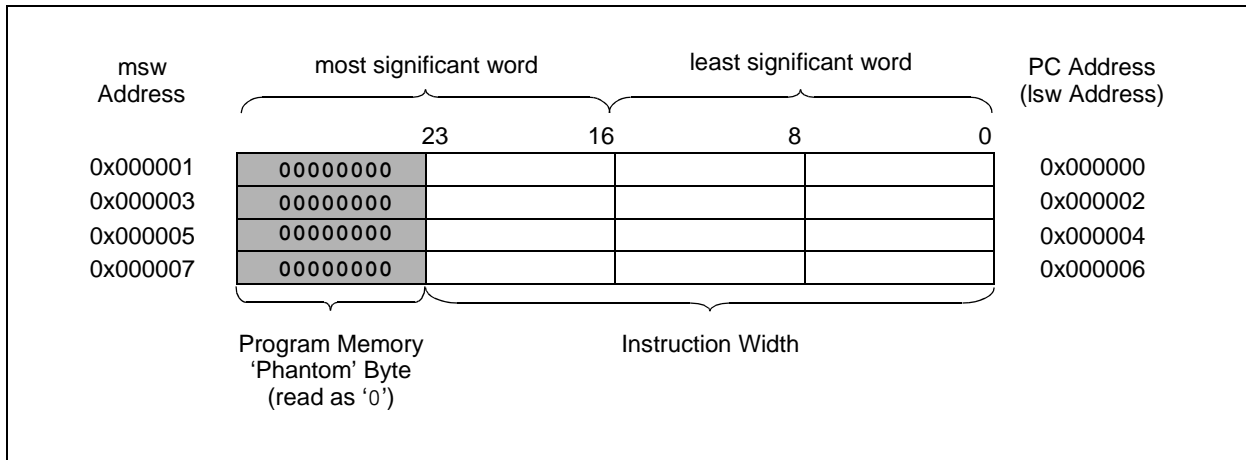 msw
Address
most significant word
least significant word
PC Address
(lsw Address)
23
16
8
0
0x000001
00000000
0x000000
0x000003
00000000
0x000002
0x000005
00000000
0x000004
0x000007
00000000
0x000006
Program Memory
‘Phantom’ Byte
(read as ‘0’)
Instruction Width